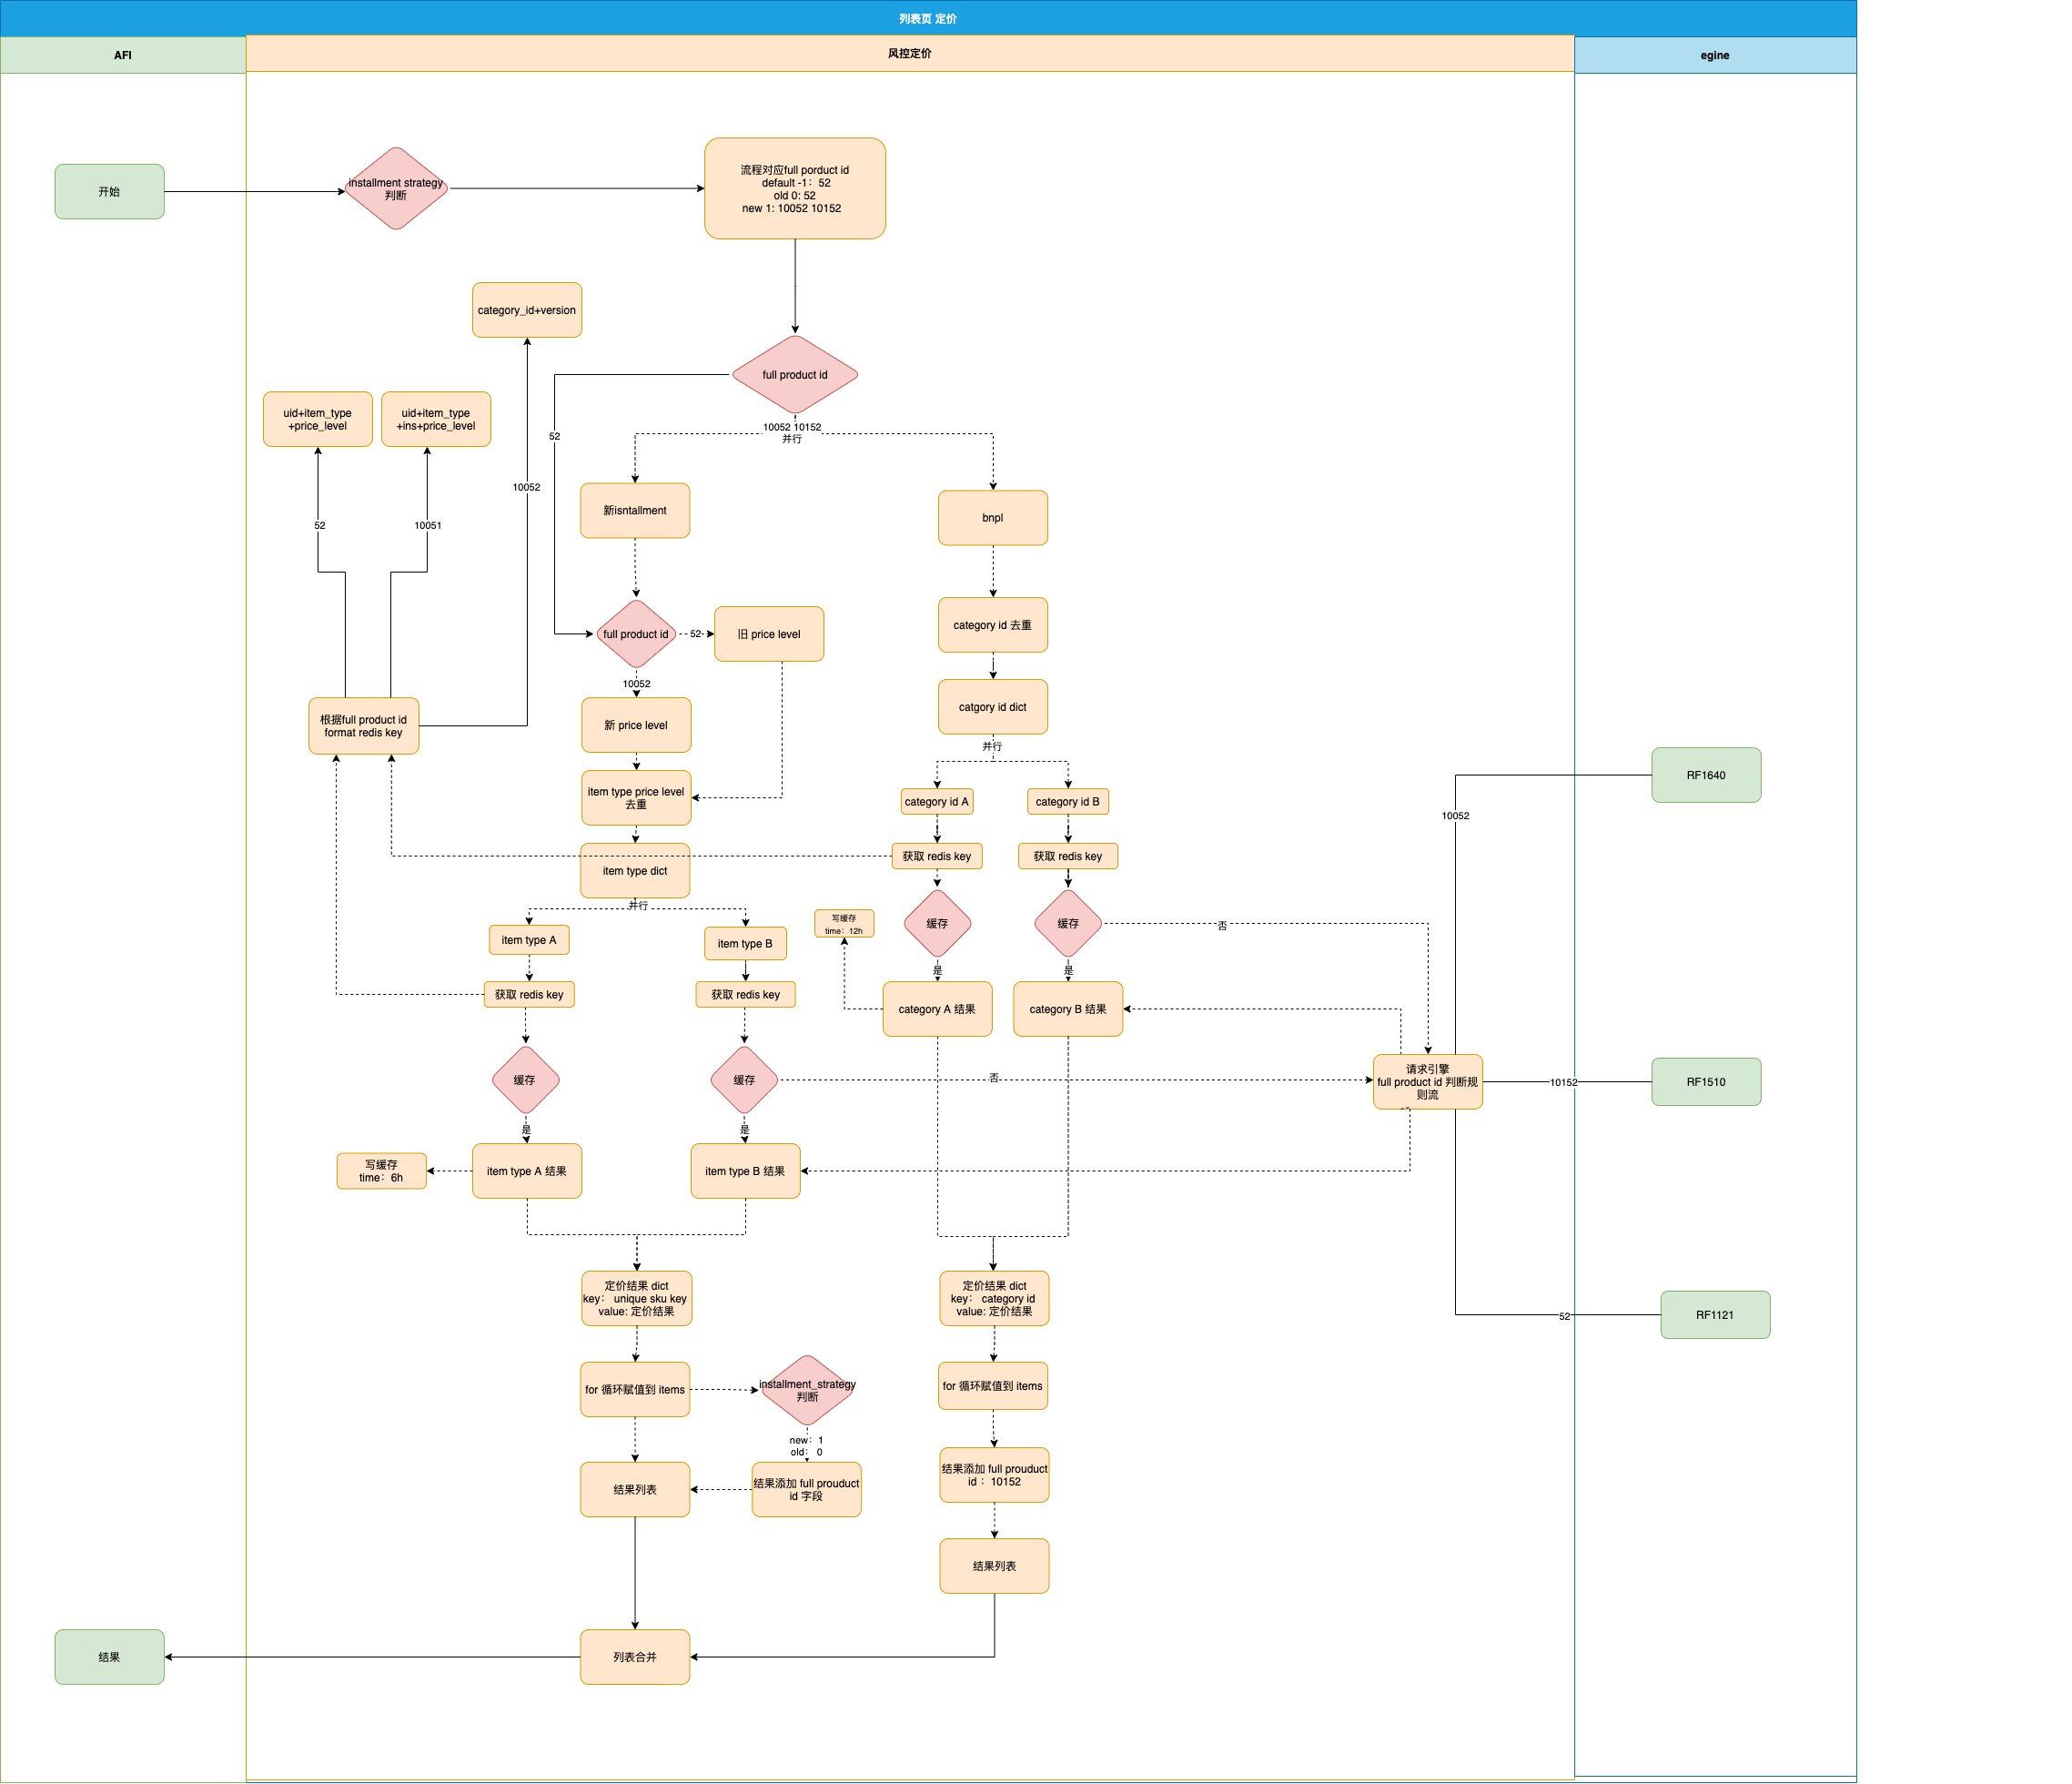 列表页 定价
AFI
风控定价
egine
开始
installment strategy
判断
流程对应full porduct id
default -1：52
old 0: 52
new 1: 10052 10152
category_id+version
full product id
uid+item_type
+price_level
uid+item_type
+ins+price_level
10052 10152
并行
52
10052
新isntallment
bnpl
52
10051
full product id
52
旧 price level
category id 去重
10052
根据full product id
format redis key
新 price level
catgory id dict
并行
RF1640
item type price level
去重
category id A
category id B
10052
item type dict
获取 redis key
获取 redis key
并行
写缓存
time：12h
缓存
缓存
否
item type A
item type B
是
是
获取 redis key
获取 redis key
category A 结果
category B 结果
缓存
缓存
否
请求引擎
full product id 判断规
则流
10152
RF1510
是
是
写缓存
time：6h
item type A 结果
item type B 结果
定价结果 dict
key： unique sku key
value: 定价结果
定价结果 dict
key： category id
value: 定价结果
52
RF1121
for 循环赋值到 items
installment_strategy
判断
for 循环赋值到 items
new：1
old： 0
结果列表
结果添加 full prouduct
id 字段
结果添加 full prouduct
id ：10152
结果列表
结果
列表合并